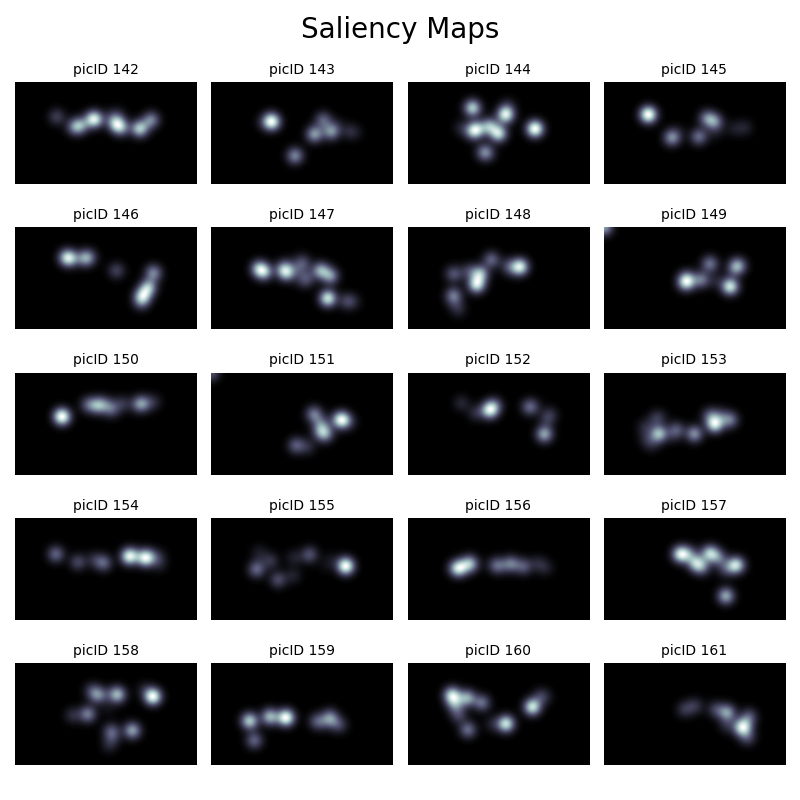 Saliency Maps
picID 142 picID 143 picID 144 picID 145
picID 146 picID 147 picID 148 picID 149
picID 150 picID 151 picID 152 picID 153
picID 154 picID 155 picID 156 picID 157
picID 158 picID 159 picID 160 picID 161